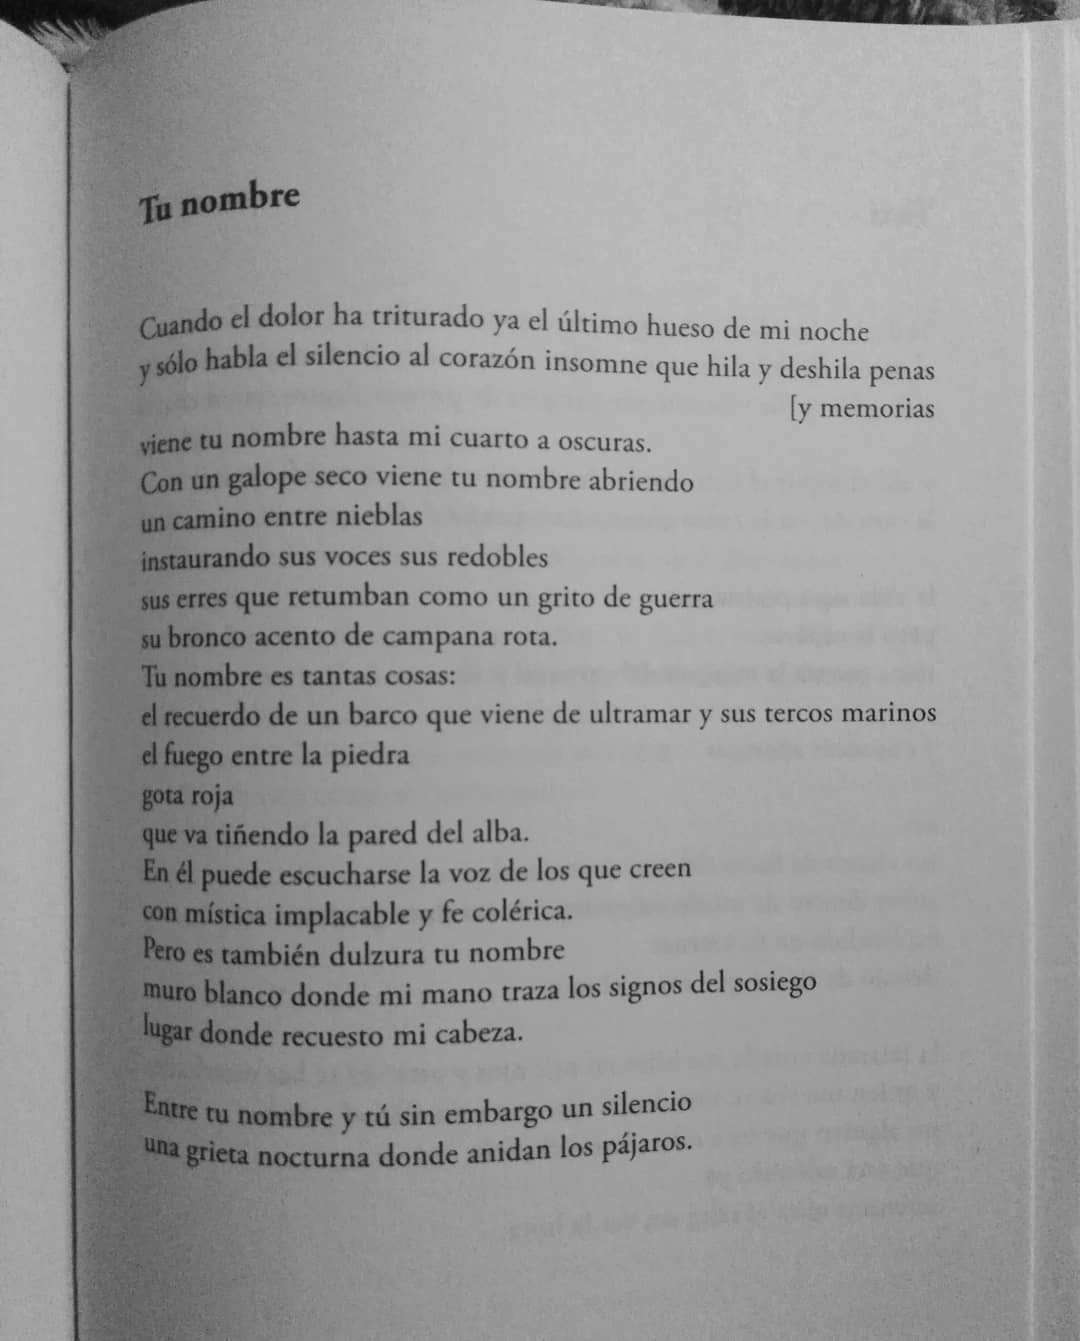 Tu nombre
Cuando el dolor ha triturado ya el último hueso de mi noche
y sólo habla el silencio al corazón insomne que hila y deshila penas
[y memorias
viene tu nombre hasta mi cuarto a oscuras.
Con un galope seco viene tu nombre abriendo
un camino entre nieblas
instaurando sus voces sus redobles
sus erres que retumban como un grito de guerra
su bronco acento de campana rota.
Tu nombre es tantas cosas:
el recuerdo de un barco que viene de ultramar y sus tercos marinos
el fuego entre la piedra
gota roja
que va tiñendo la pared del alba.
En él puede escucharse la voz de los que creen
con mística implacable y fe colérica.
Pero es también dulzura tu nombre
muro blanco donde mi mano traza los signos del sosiego
lugar donde recuesto mi cabeza.
Entre tu nombre y tú sin embargo un silencio
una grieta nocturna donde anidan los pájaros.